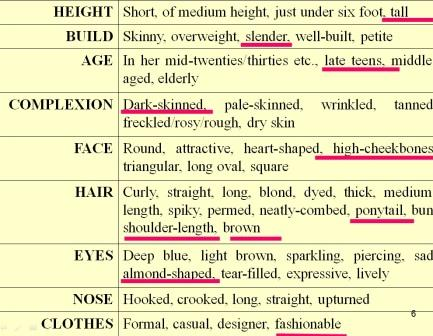 HEIGHT Short, of medium height, just under six foot, tall
BUILD Skinny, overweight, slender, well-built, petite
AGE In her mid-twenties/thirties etc., late teens, middle
aged, elderly
COMPLEXION Dark-skinned, pale-skinned, wrinkled, tanned
freckled/rosy/rough, dry skin
FACE Round, attractive, heart-shaped, high-cheekbones
triangular, long oval, square
HAIR Curly, straight, long, blond, dyed, thick, medium
length, spiky, permed, neatly-combed, ponytail, bun
shoulder-length, brown
EYES Deep blue, light brown, sparkling, piercing, sad
almond-shaped, tear-filled, expressive, lively
NOSE Hooked, crooked, long, straight, upturned
6
CLOTHES Formal, casual, designer, fashionable